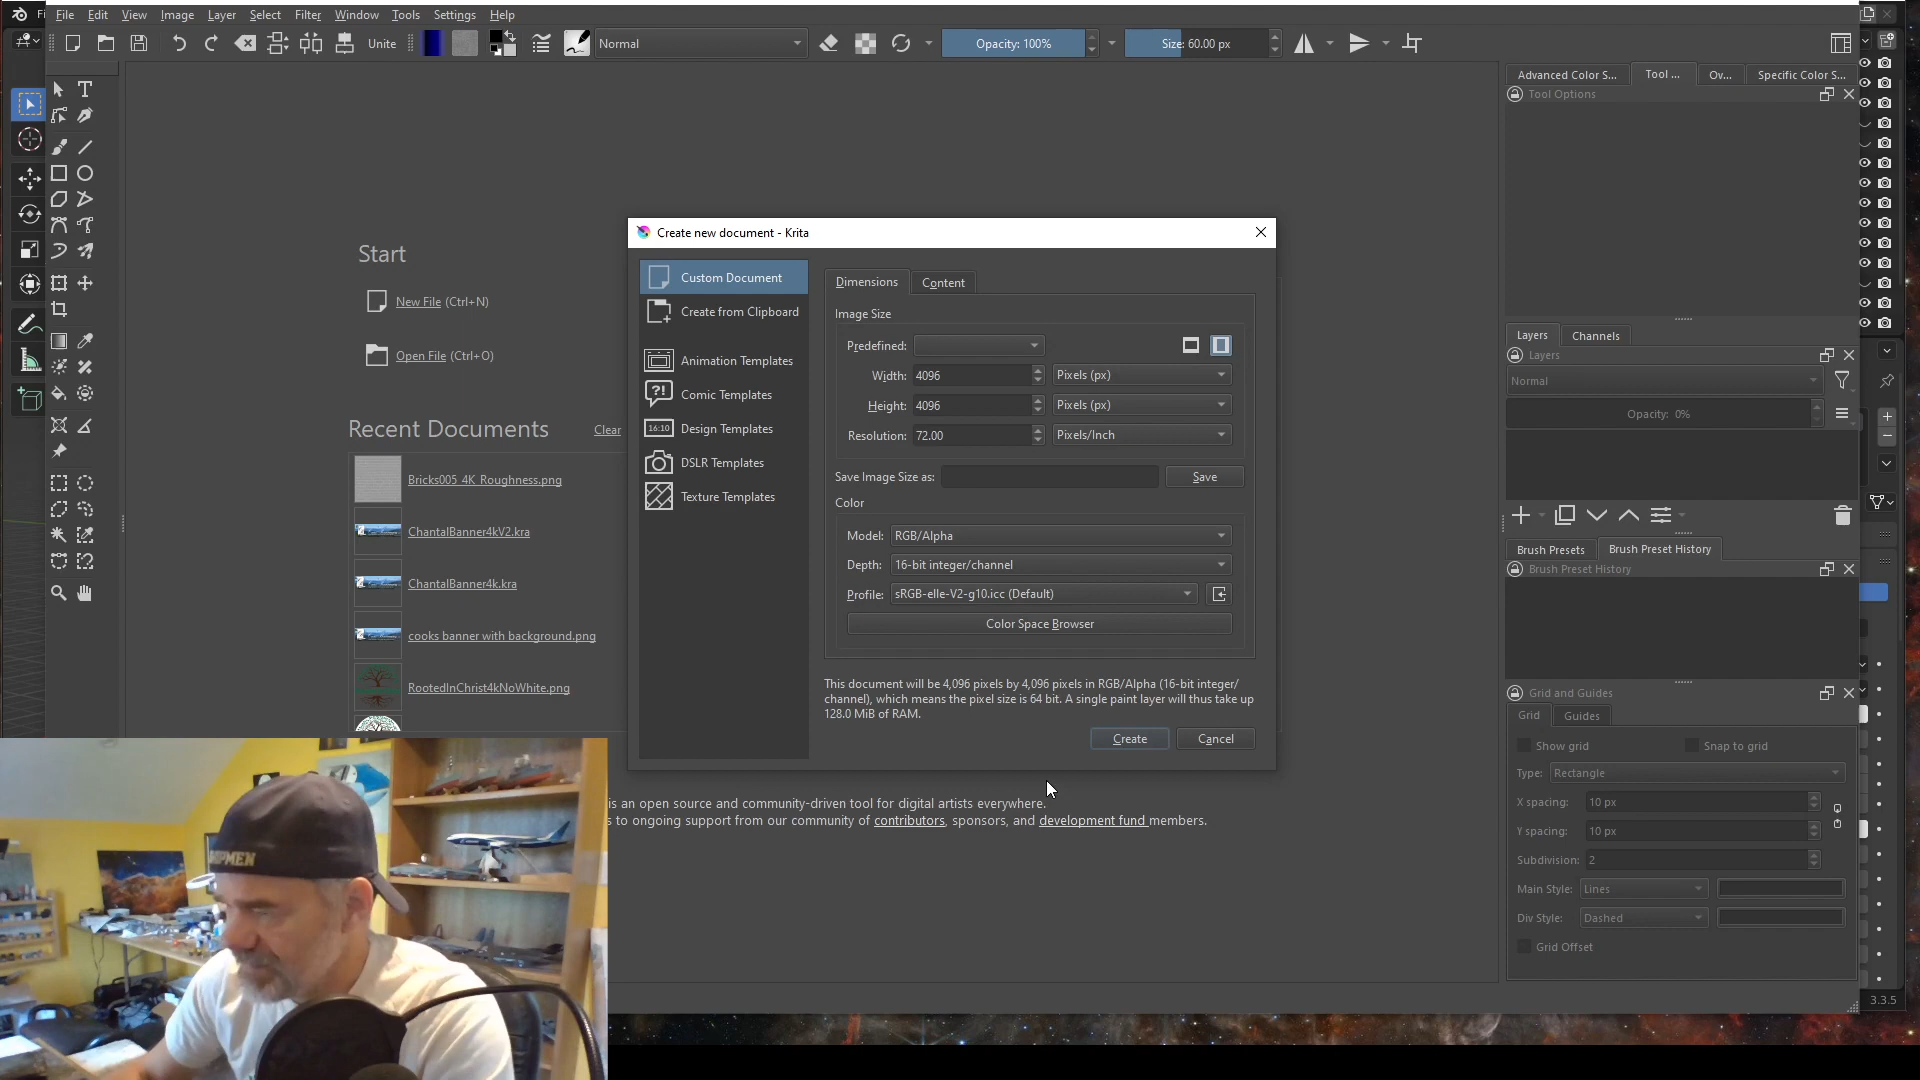 File Edit View Image Layer Select Filter Window Tools Settings Help
Unite
Normal
Opacity: 100%
Size: 60.00 px
Advanced Color S... Tool ... Ov... Specific Color S...
Tool Options
Start
New File (Ctrl+N)
Open File (Ctrl+O)
Recent Documents Clear
Bricks005_4K_Roughness.png
ChantalBanner4kV2.kra
ChantalBanner4k.kra
cooks banner with background.png
RootedInChrist4kNoWhite.png
Create new document - Krita
Custom Document
Create from Clipboard
Animation Templates
Comic Templates
16:10 Design Templates
DSLR Templates
Texture Templates
Dimensions Content
Image Size
Predefined:
Width: 4096 Pixels (px)
Height: 4096 Pixels (px)
Resolution: 72.00 Pixels/Inch
Save Image Size as: Save
Color
Model: RGB/Alpha
Depth: 16-bit integer/channel
Profile: sRGB-elle-V2-g10.icc (Default)
Color Space Browser
This document will be 4,096 pixels by 4,096 pixels in RGB/Alpha (16-bit integer/
channel), which means the pixel size is 64 bit. A single paint layer will thus take up
128.0 MiB of RAM.
Create Cancel
is an open source and community-driven tool for digital artists everywhere.
s to ongoing support from our community of contributors, sponsors, and development fund members.
Layers Channels
Layers
Normal
Opacity: 0%
Brush Presets Brush Preset History
Brush Preset History
Grid and Guides
Grid Guides
Show grid Snap to grid
Type: Rectangle
X spacing: 10 px
Y spacing: 10 px
Subdivision: 2
Main Style: Lines
Div Style: Dashed
Grid Offset
3.3.5